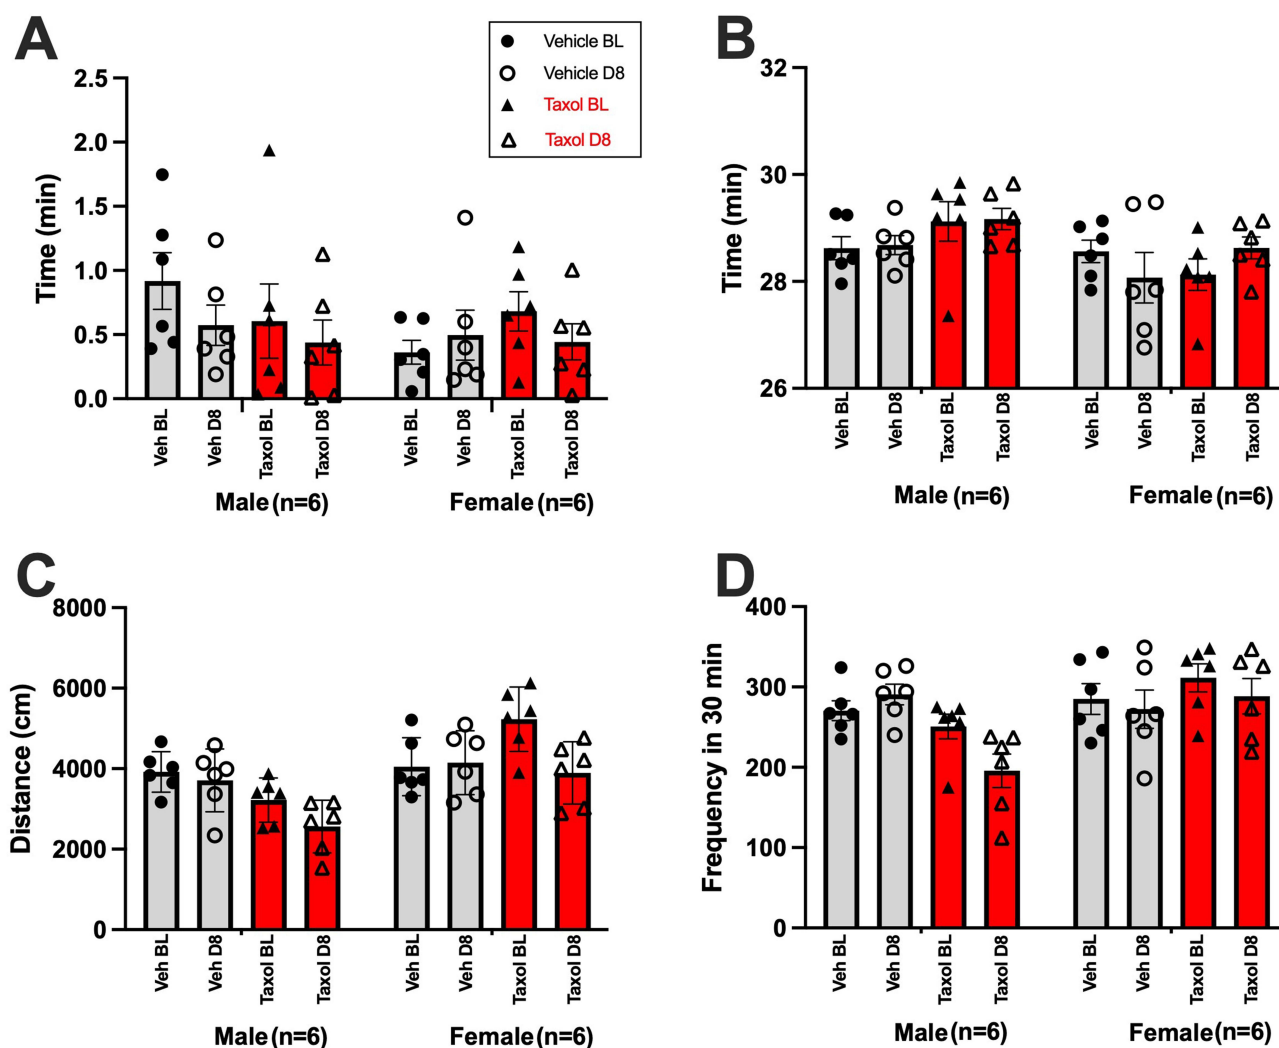 A
Vehicle BL
Vehicle D8
Taxol BL
Taxol D8
Time (min)
2.5
2.0
1.5
1.0
0.5
0.0
Veh BL
Veh D8
Taxol BL
Taxol D8
Veh BL
Veh D8
Taxol BL
Taxol D8
Male (n=6)
Female (n=6)
B
Time (min)
32
30
28
26
Veh BL
Veh D8
Taxol BL
Taxol D8
Veh BL
Veh D8
Taxol BL
Taxol D8
Male (n=6)
Female (n=6)
C
Distance (cm)
8000
6000
4000
2000
0
Veh BL
Veh D8
Taxol BL
Taxol D8
Veh BL
Veh D8
Taxol BL
Taxol D8
Male (n=6)
Female (n=6)
D
Frequency in 30 min
400
300
200
100
0
Veh BL
Veh D8
Taxol BL
Taxol D8
Veh BL
Veh D8
Taxol BL
Taxol D8
Male (n=6)
Female (n=6)